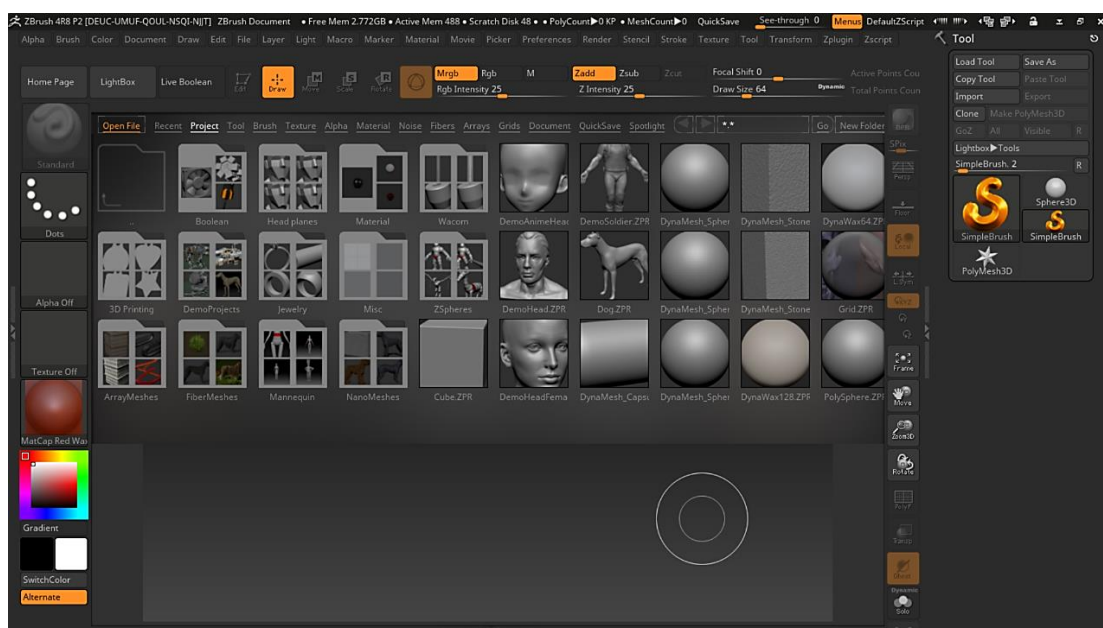 ZBrush 4R8 P2 [DEUC-UMUF-QOUL-NSQI-NJJT] ZBrush Document • Free Mem 2.772GB • Active Mem 488 • Scratch Disk 48 • • PolyCount▶0 KP • MeshCount▶0 QuickSave See-through 0 Menus DefaultZScript
Alpha Brush Color Document Draw Edit File Layer Light Macro Marker Material Movie Picker Preferences Render Stencil Stroke Texture Tool Transform Zplugin Zscript
Tool
Load Tool Save As
Copy Tool Paste Tool
Import Export
Clone Make PolyMesh3D
GoZ All Visible R
Lightbox▶Tools
SimpleBrush. 2 R
Sphere3D
SimpleBrush SimpleBrush
PolyMesh3D
Home Page LightBox Live Boolean Edit Draw Move Scale Rotate
Mrgb Rgb M Zadd Zsub Zcut Focal Shift 0 Active Points Cou
Rgb Intensity 25 Z Intensity 25 Draw Size 64 Dynamic Total Points Coun
Open File Recent Project Tool Brush Texture Alpha Material Noise Fibers Arrays Grids Document QuickSave Spotlight *.* Go New Folder
Standard
Dots
Alpha Off
Texture Off
MatCap Red Wax
Gradient
SwitchColor
Alternate
.. Boolean Head planes Material Wacom DemoAnimeHead DemoSoldier.ZPR DynaMesh_Spher DynaMesh_Stone DynaWax64.ZP
3D Printing DemoProjects Jewelry Misc ZSpheres DemoHead.ZPR Dog.ZPR DynaMesh_Spher DynaMesh_Stone Grid.ZPR
ArrayMeshes FiberMeshes Mannequin NanoMeshes Cube.ZPR DemoHeadFema DynaMesh_Capsu DynaMesh_Spher DynaWax128.ZPR PolySphere.ZP
SPix
Persp
Floor
Local
L.Sym
Frame
Move
Zoom3D
Rotate
PolyF
Transp
Ghost
Dynamic
Solo